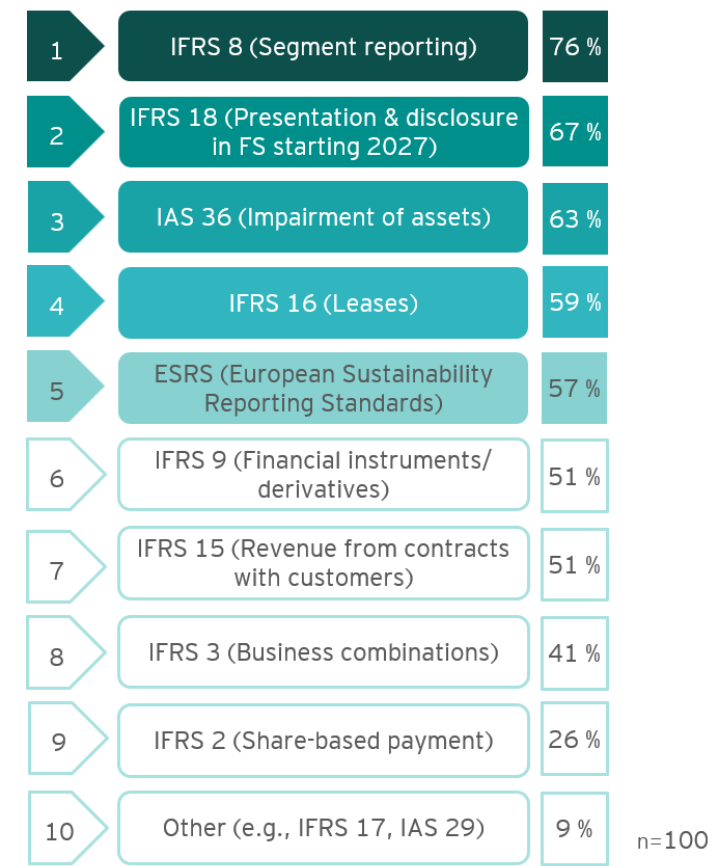 1
IFRS 8 (Segment reporting)
76 %
2
IFRS 18 (Presentation & disclosure
in FS starting 2027)
67 %
3
IAS 36 (Impairment of assets)
63 %
4
IFRS 16 (Leases)
59 %
5
ESRS (European Sustainability
Reporting Standards)
57 %
6
IFRS 9 (Financial instruments/
derivatives)
51 %
7
IFRS 15 (Revenue from contracts
with customers)
51 %
8
IFRS 3 (Business combinations)
41 %
9
IFRS 2 (Share-based payment)
26 %
10
Other (e.g., IFRS 17, IAS 29)
9 %
n=100